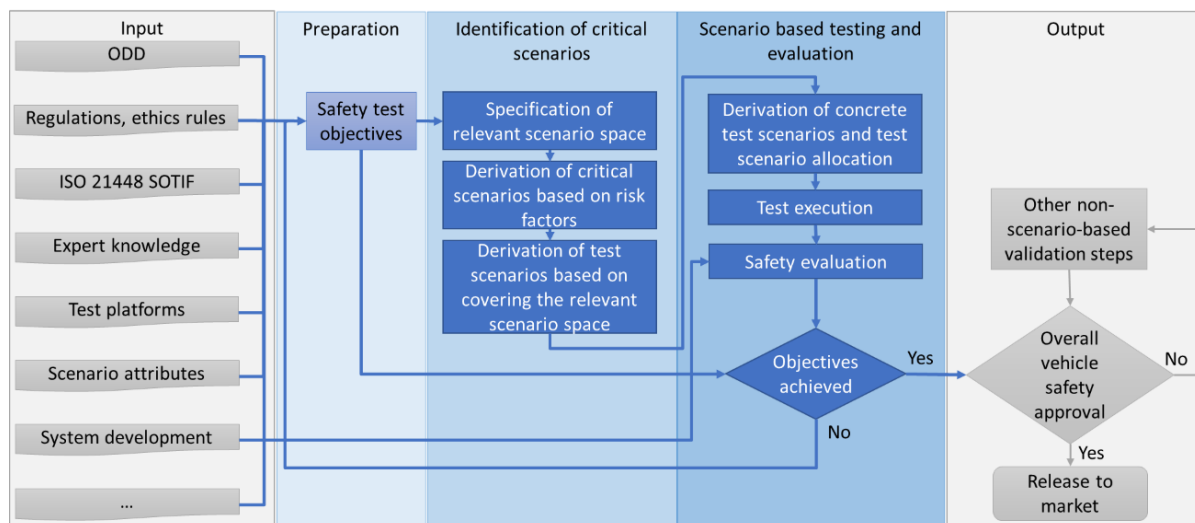 Input
ODD
Regulations, ethics rules
ISO 21448 SOTIF
Expert knowledge
Test platforms
Scenario attributes
System development
...
Preparation
Safety test
objectives
Identification of critical
scenarios
Specification of
relevant scenario space
Derivation of critical
scenarios based on risk
factors
Derivation of test
scenarios based on
covering the relevant
scenario space
Scenario based testing and
evaluation
Derivation of concrete
test scenarios and test
scenario allocation
Test execution
Safety evaluation
Objectives
achieved
Yes
No
Output
Other non-
scenario-based
validation steps
Overall
vehicle
safety
approval
No
Yes
Release to
market